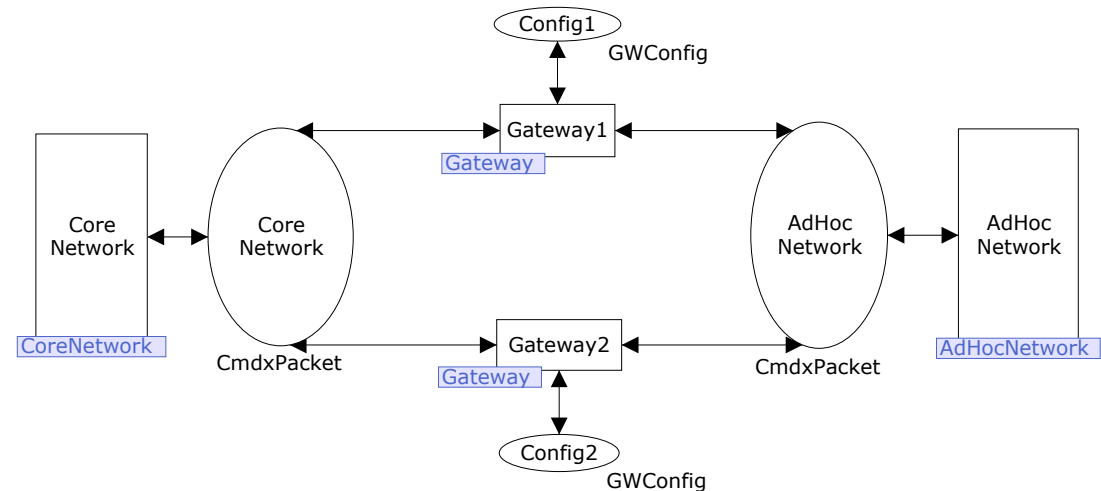 Config1
GWConfig
Gateway1
Gateway
Core
Network
CoreNetwork
Core
Network
CmdxPacket
AdHoc
Network
CmdxPacket
AdHoc
Network
AdHocNetwork
Gateway2
Gateway
Config2
GWConfig